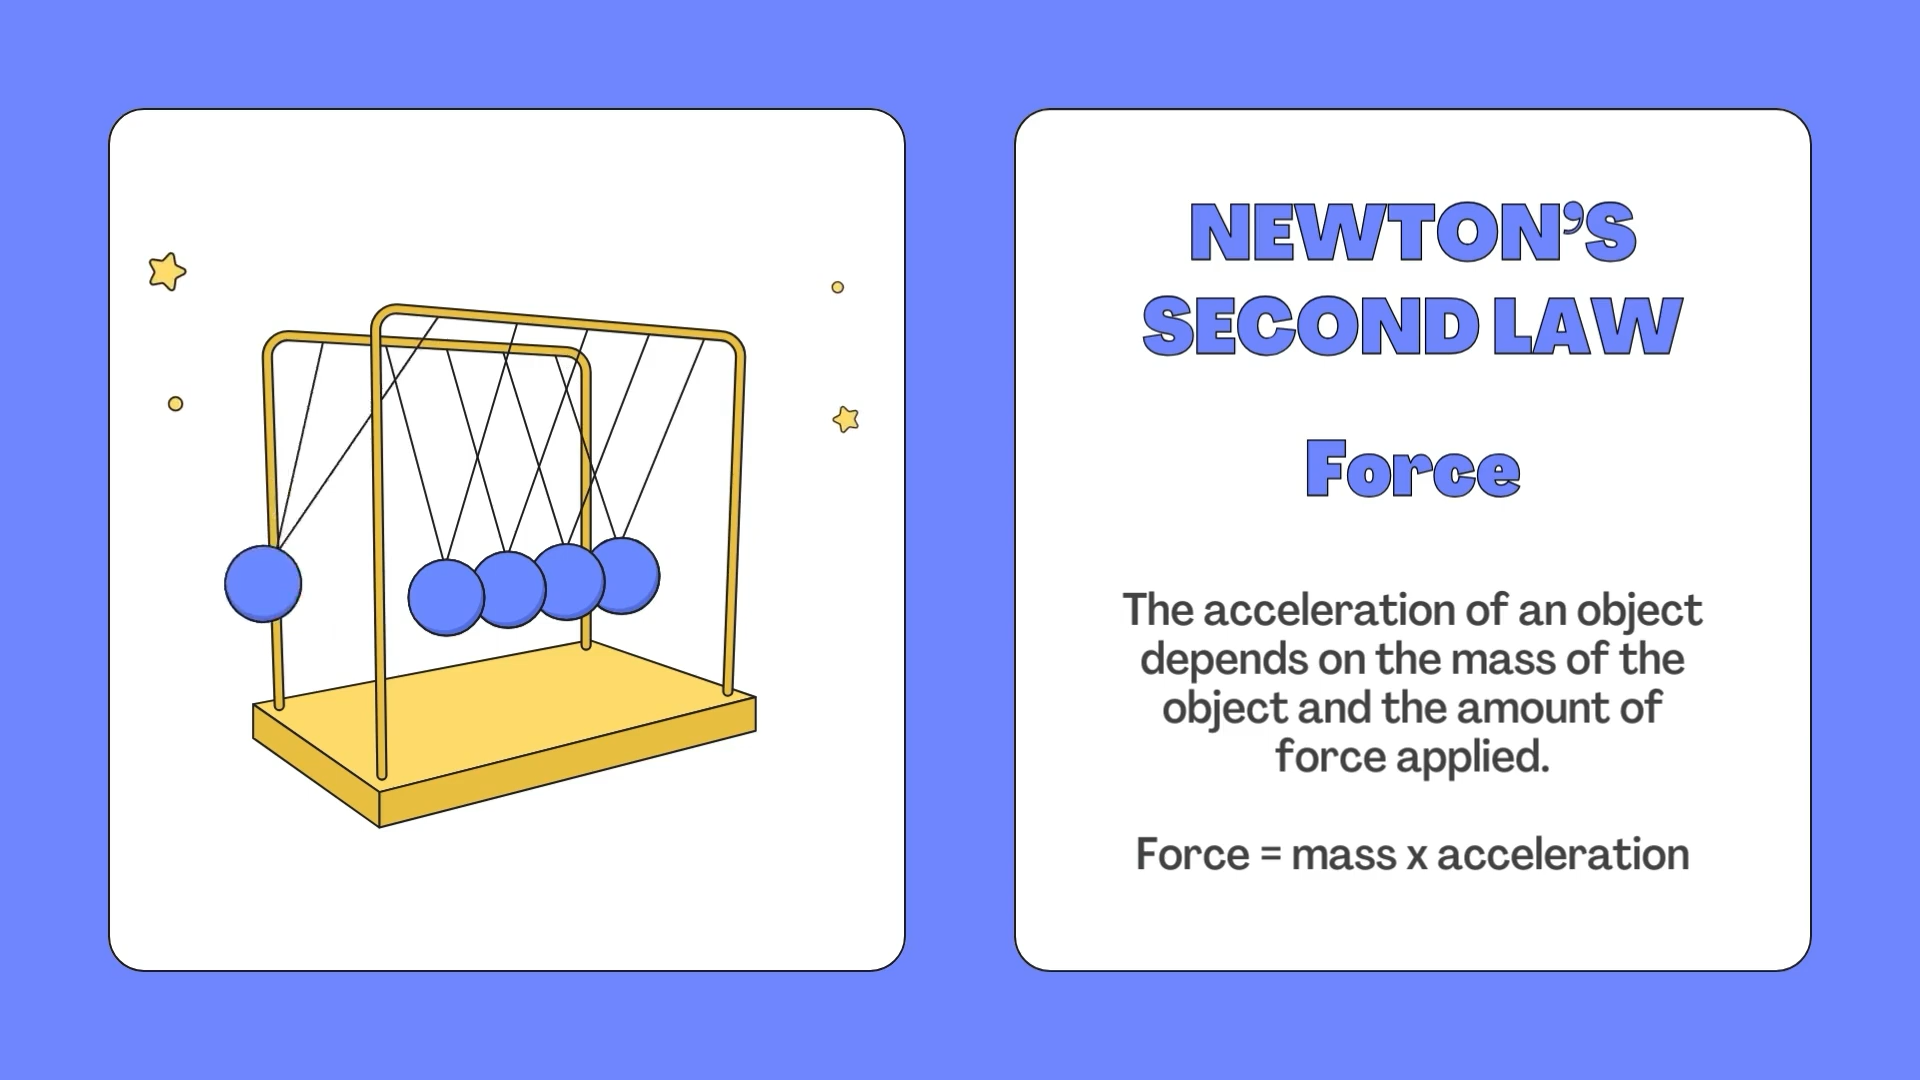 NEWTON’S
SECOND LAW
Force
The acceleration of an object
depends on the mass of the
object and the amount of
force applied.
Force = mass x acceleration